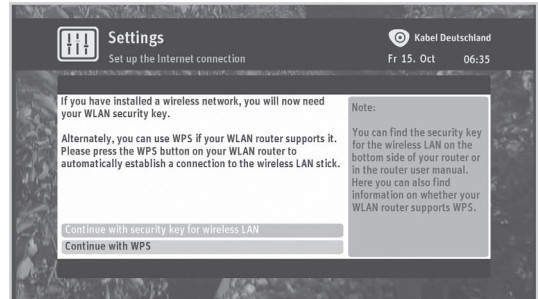 Settings
Set up the Internet connection
Kabel Deutschland
Fr 15. Oct 06:35
If you have installed a wireless network, you will now need
your WLAN security key.
Alternately, you can use WPS if your WLAN router supports it.
Please press the WPS button on your WLAN router to
automatically establish a connection to the wireless LAN stick.
Continue with security key for wireless LAN
Continue with WPS
Note:
You can find the security key
for the wireless LAN on the
bottom side of your router or
in the router user manual.
Here you can also find
information on whether your
WLAN router supports WPS.